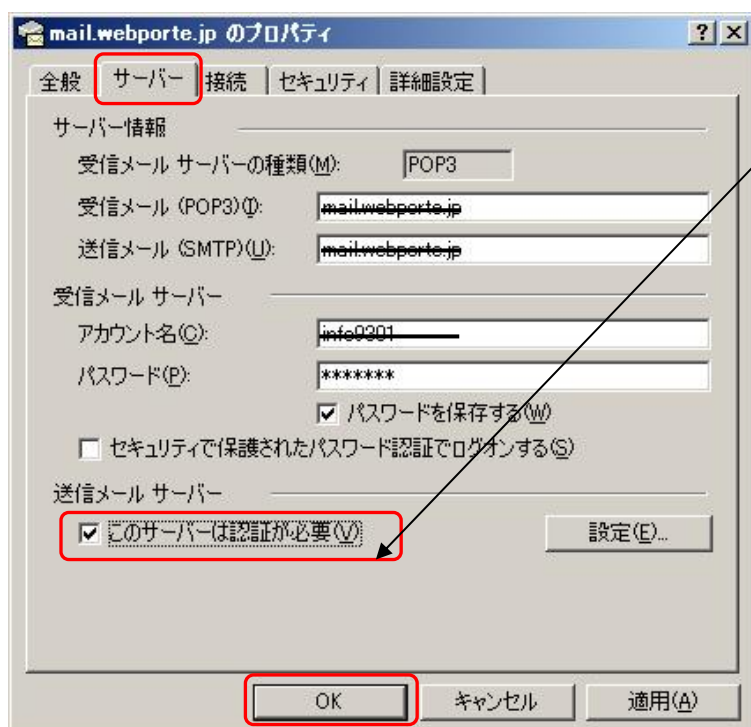 mail.webporte.jp のプロパティ
全般 サーバー 接続 セキュリティ 詳細設定
サーバー情報
受信メール サーバーの種類(M): POP3
受信メール (POP3)(I): mail.webporte.jp
送信メール (SMTP)(U): mail.webporte.jp
受信メール サーバー
アカウント名(C): info0301
パスワード(P): *******
パスワードを保存する(W)
セキュリティで保護されたパスワード認証でログオンする(S)
送信メール サーバー
このサーバーは認証が必要(V) 設定(E)...
OK キャンセル 適用(A)